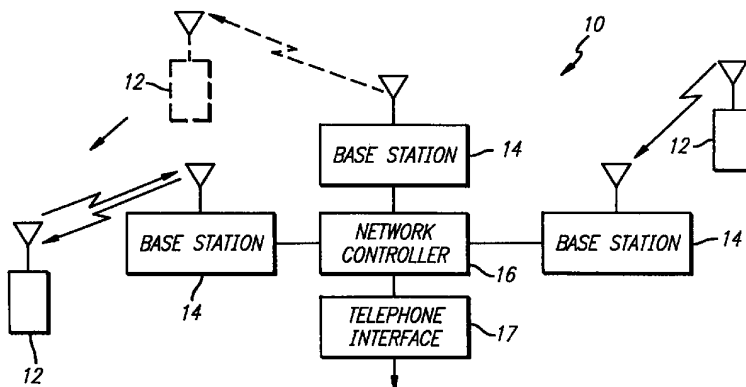 10
12
12
BASE STATION
14
BASE STATION
14
NETWORK
CONTROLLER
16
BASE STATION
14
12
TELEPHONE
INTERFACE
17